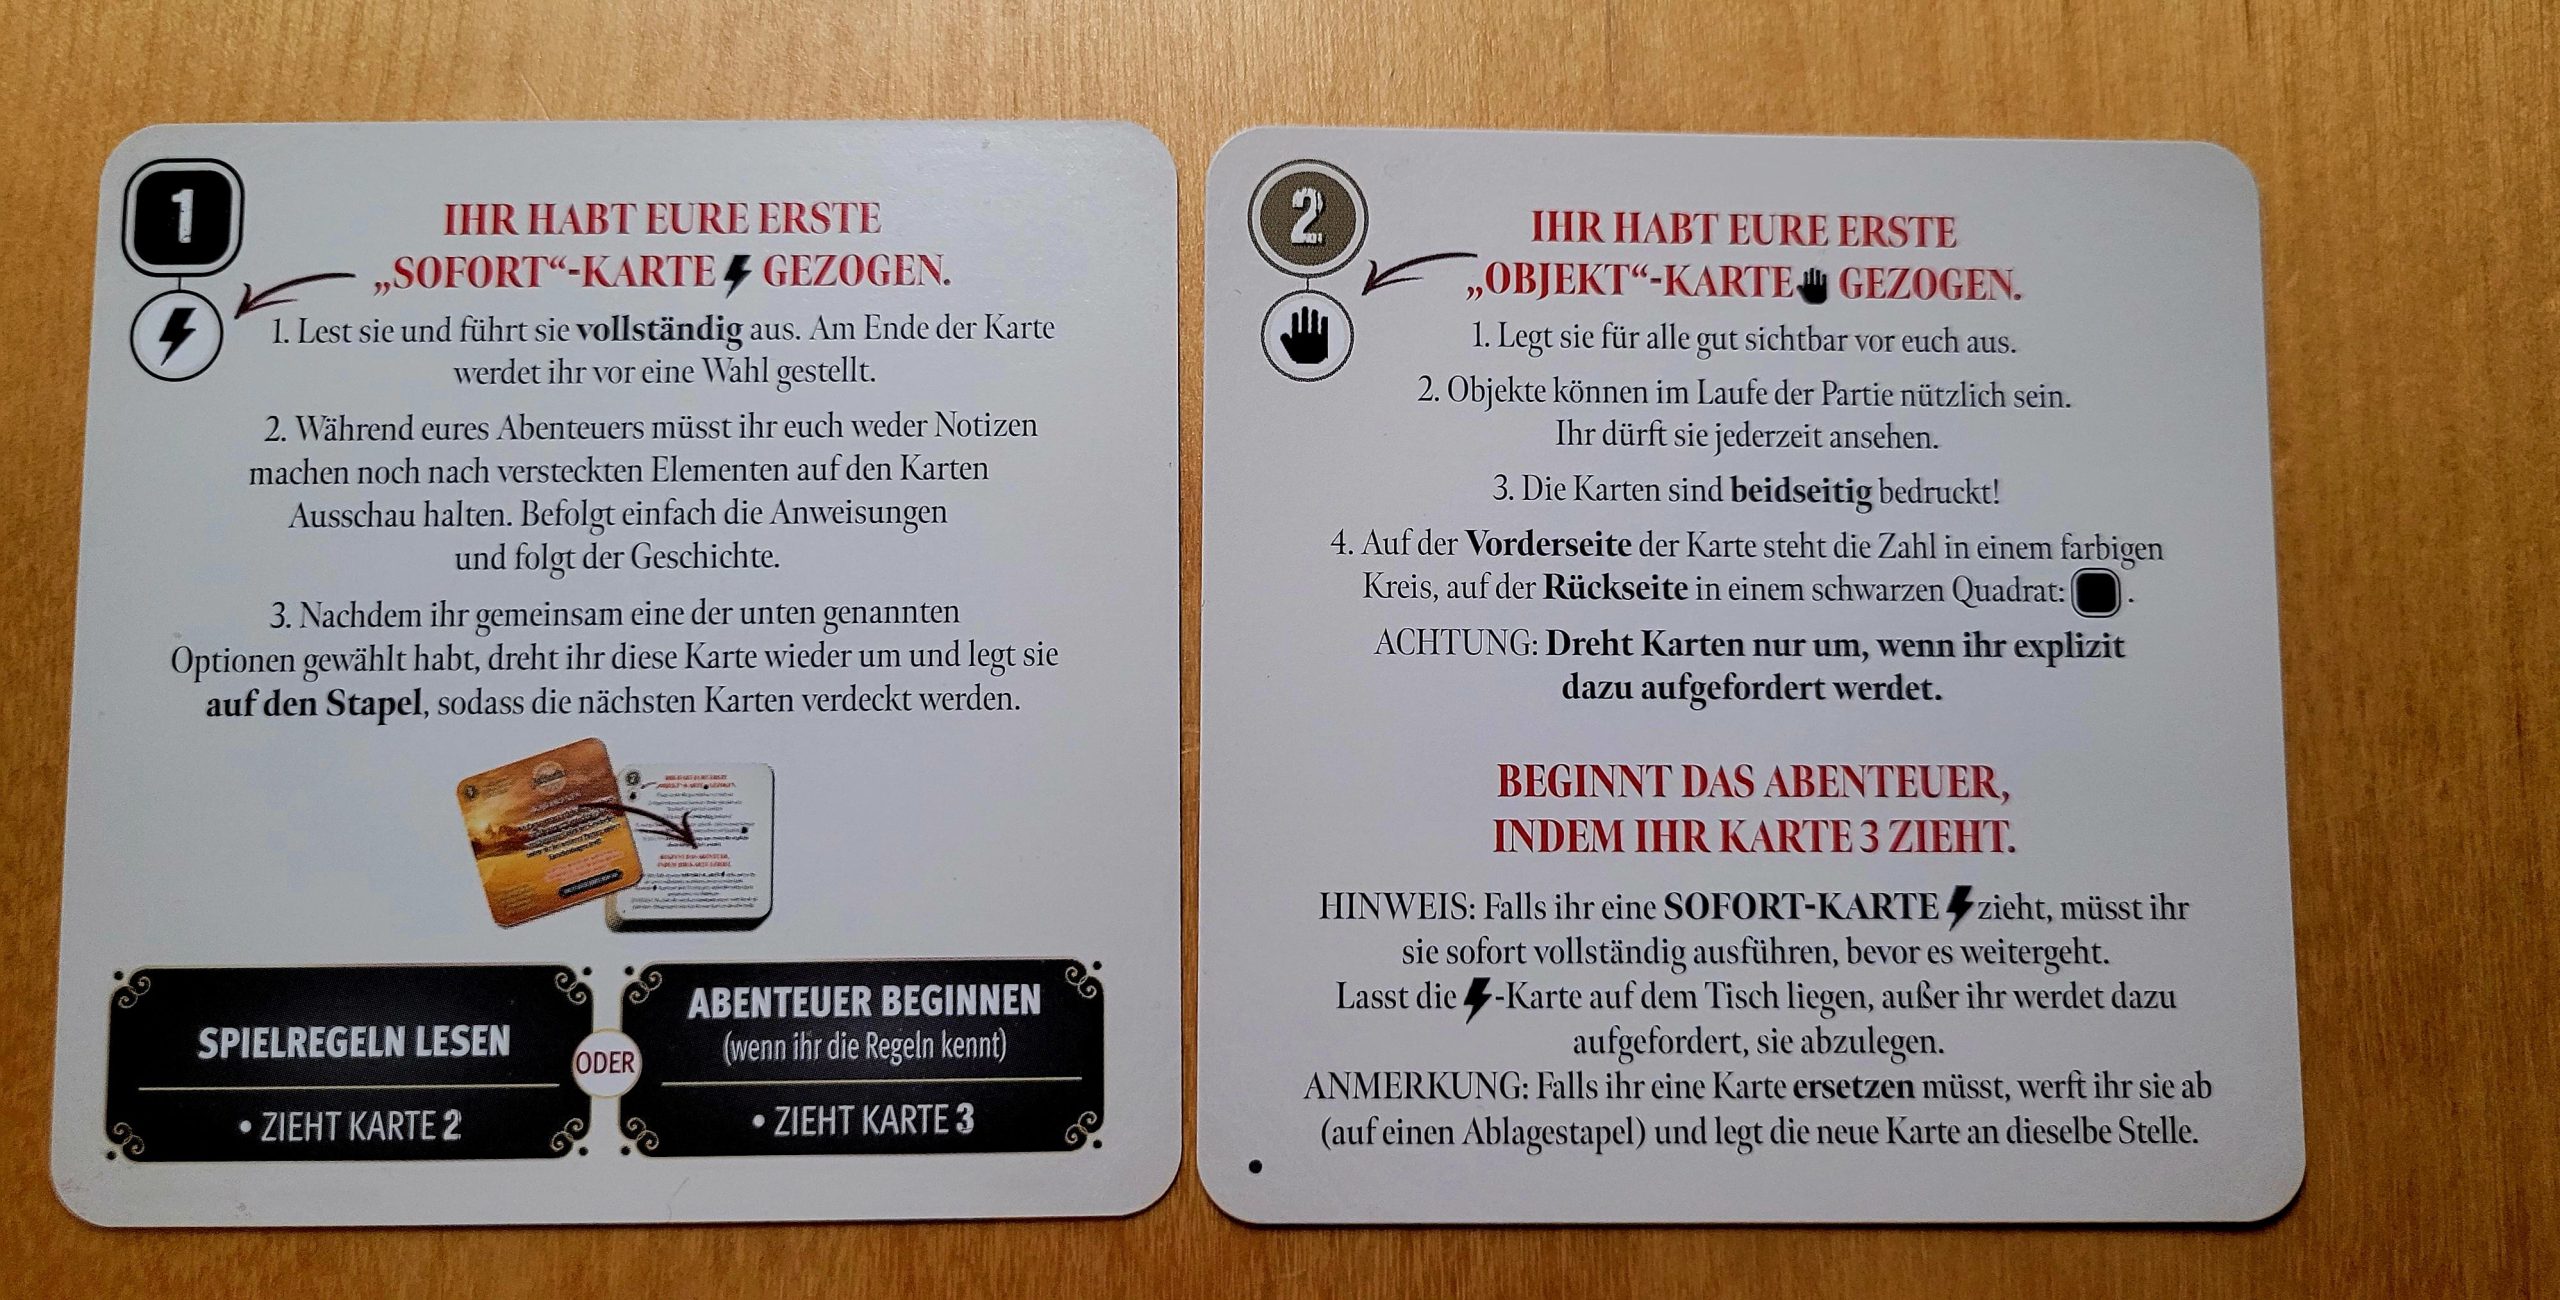 1
IHR HABT EURE ERSTE
„SOFORT“-KARTE GEZOGEN.
1. Lest sie und führt sie vollständig aus. Am Ende der Karte
werdet ihr vor eine Wahl gestellt.
2. Während eures Abenteuers müsst ihr euch weder Notizen
machen noch nach versteckten Elementen auf den Karten
Ausschau halten. Befolgt einfach die Anweisungen
und folgt der Geschichte.
3. Nachdem ihr gemeinsam eine der unten genannten
Optionen gewählt habt, dreht ihr diese Karte wieder um und legt sie
auf den Stapel, sodass die nächsten Karten verdeckt werden.
SPIELREGELN LESEN
• ZIEHT KARTE 2
ODER
ABENTEUER BEGINNEN
(wenn ihr die Regeln kennt)
• ZIEHT KARTE 3
2
IHR HABT EURE ERSTE
„OBJEKT“-KARTE GEZOGEN.
1. Legt sie für alle gut sichtbar vor euch aus.
2. Objekte können im Laufe der Partie nützlich sein.
Ihr dürft sie jederzeit ansehen.
3. Die Karten sind beidseitig bedruckt!
4. Auf der Vorderseite der Karte steht die Zahl in einem farbigen
Kreis, auf der Rückseite in einem schwarzen Quadrat: .
ACHTUNG: Dreht Karten nur um, wenn ihr explizit
dazu aufgefordert werdet.
BEGINNT DAS ABENTEUER,
INDEM IHR KARTE 3 ZIEHT.
HINWEIS: Falls ihr eine SOFORT-KARTE zieht, müsst ihr
sie sofort vollständig ausführen, bevor es weitergeht.
Lasst die -Karte auf dem Tisch liegen, außer ihr werdet dazu
aufgefordert, sie abzulegen.
ANMERKUNG: Falls ihr eine Karte ersetzen müsst, werft ihr sie ab
(auf einen Ablagestapel) und legt die neue Karte an dieselbe Stelle.